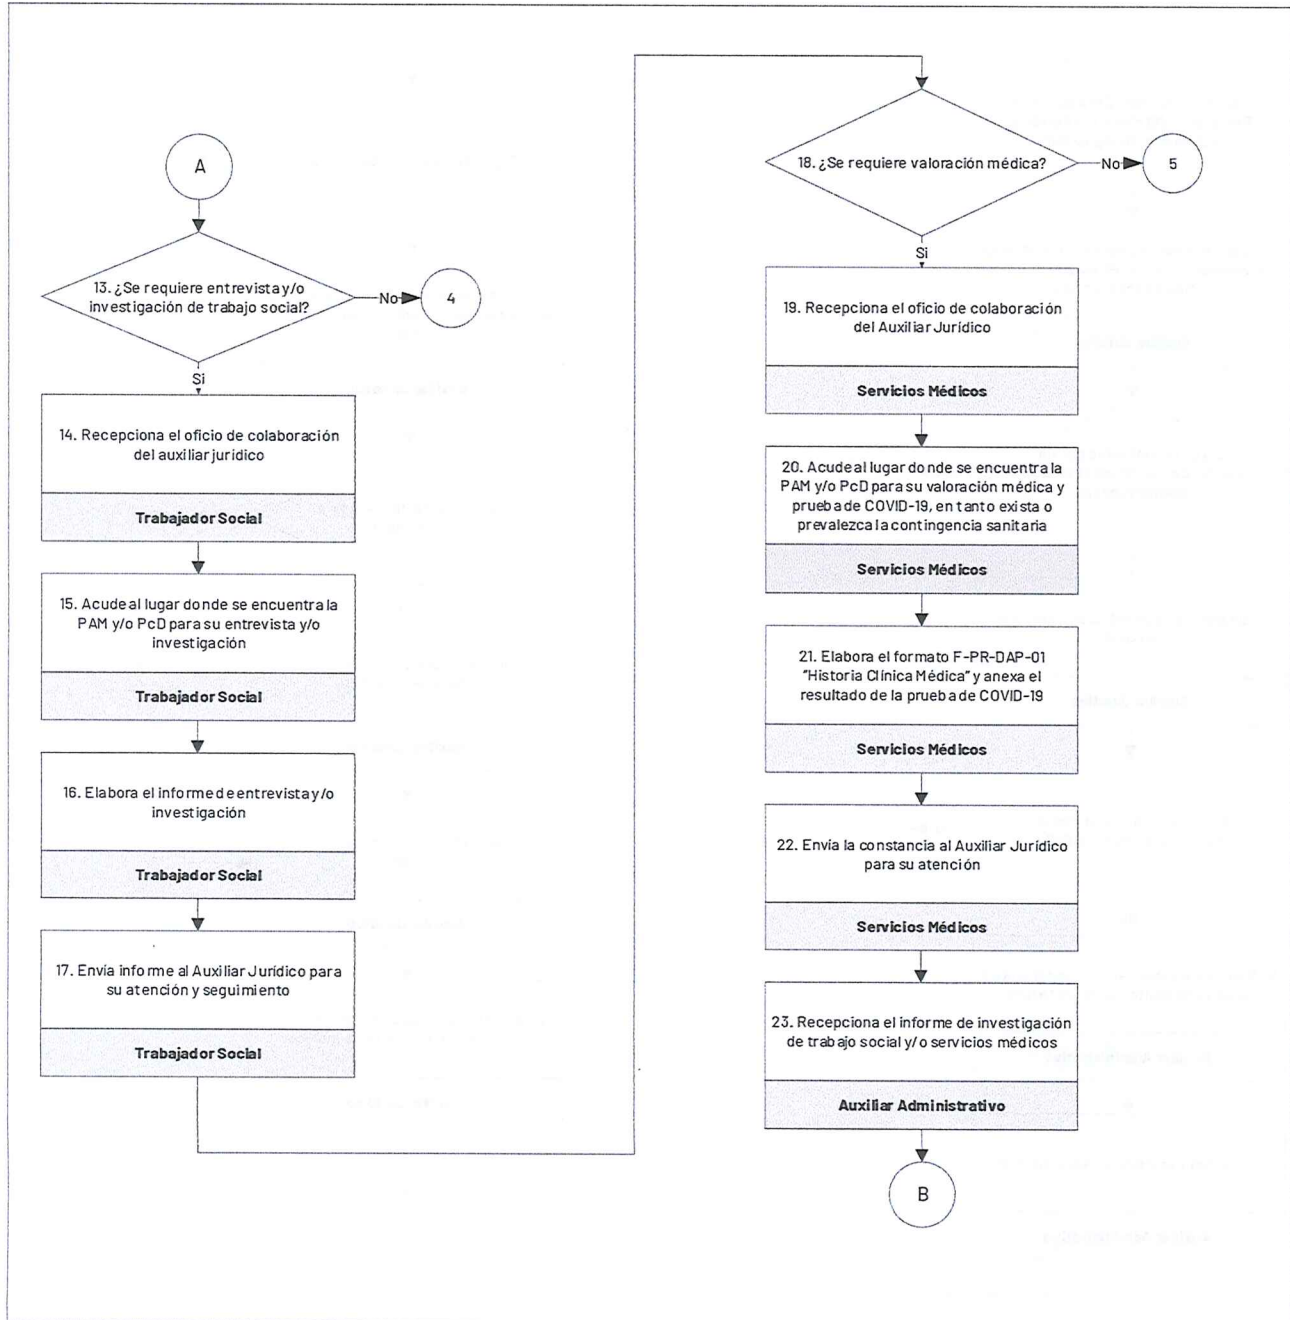 A
13. ¿Se requiere entrevista y/o
investigación de trabajo social?
No
4
Si
14. Recepciona el oficio de colaboración
del auxiliar jurídico
Trabajador Social
15. Acude al lugar donde se encuentra la
PAM y/o PcD para su entrevista y/o
investigación
Trabajador Social
16. Elabora el informe de entrevista y/o
investigación
Trabajador Social
17. Envía informe al Auxiliar Jurídico para
su atención y seguimiento
Trabajador Social
18. ¿Se requiere valoración médica?
No
5
Si
19. Recepciona el oficio de colaboración
del Auxiliar Jurídico
Servicios Médicos
20. Acude al lugar donde se encuentra la
PAM y/o PcD para su valoración médica y
prueba de COVID-19, en tanto exista o
prevalezca la contingencia sanitaria
Servicios Médicos
21. Elabora el formato F-PR-DAP-01
"Historia Clínica Médica" y anexa el
resultado de la prueba de COVID-19
Servicios Médicos
22. Envía la constancia al Auxiliar Jurídico
para su atención
Servicios Médicos
23. Recepciona el informe de investigación
de trabajo social y/o servicios médicos
Auxiliar Administrativo
B